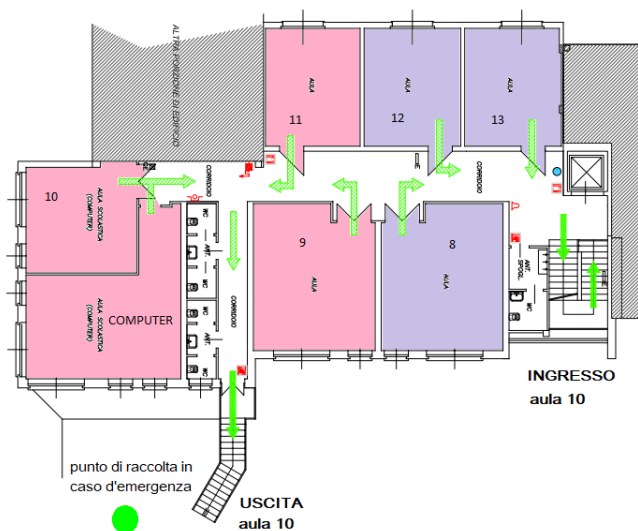 ALTRA PORZIONE DI EDIFICIO
AULA
11
AULA
12
AULA
13
10
AULA SCOLASTICA
(COMPUTER)
CORRIDOIO
CORRIDOIO
WC
ANT.
WC
9
AULA
8
AULA
ANT.
SPOGL.
WC
AULA SCOLASTICA
(COMPUTER)
COMPUTER
CORRIDOIO
WC
ANT.
WC
INGRESSO
aula 10
punto di raccolta in
caso d'emergenza
USCITA
aula 10